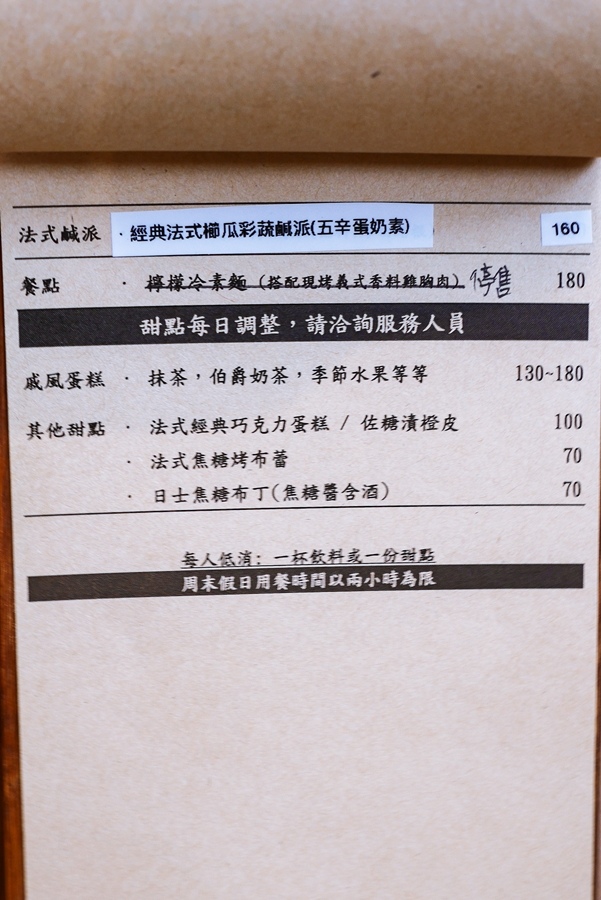 法式鹹派 · 經典法式櫛瓜彩蔬鹹派(五辛蛋奶素) 160
餐點 · 檸檬冷素麵（搭配現烤義式香料雞胸肉） 停售 180
甜點每日調整，請洽詢服務人員
戚風蛋糕 · 抹茶，伯爵奶茶，季節水果等等 130~180
其他甜點 · 法式經典巧克力蛋糕 / 佐糖漬橙皮 100
· 法式焦糖烤布蕾 70
· 日士焦糖布丁(焦糖醬含酒) 70
每人低消: 一杯飲料或一份甜點
周末假日用餐時間以兩小時為限